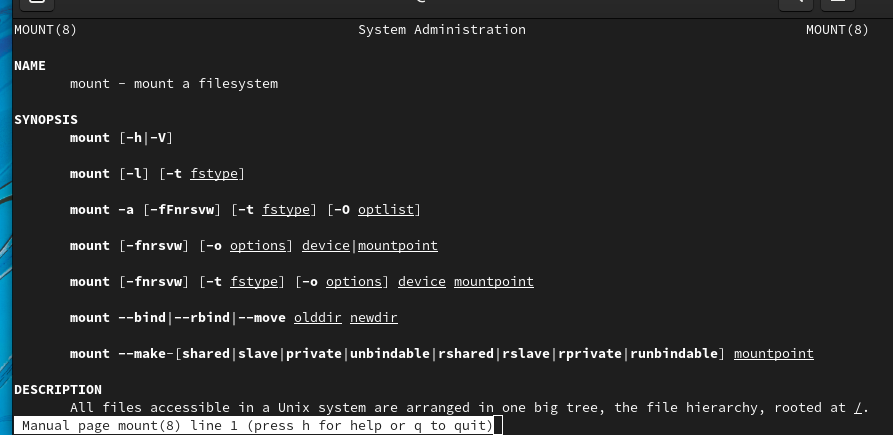 MOUNT(8) System Administration MOUNT(8)
NAME
mount - mount a filesystem
SYNOPSIS
mount [-h|-V]
mount [-l] [-t fstype]
mount -a [-fFnrsvw] [-t fstype] [-O optlist]
mount [-fnrsvw] [-o options] device|mountpoint
mount [-fnrsvw] [-t fstype] [-o options] device mountpoint
mount --bind|--rbind|--move olddir newdir
mount --make-[shared|slave|private|unbindable|rshared|rslave|rprivate|runbindable] mountpoint
DESCRIPTION
All files accessible in a Unix system are arranged in one big tree, the file hierarchy, rooted at /.
Manual page mount(8) line 1 (press h for help or q to quit)